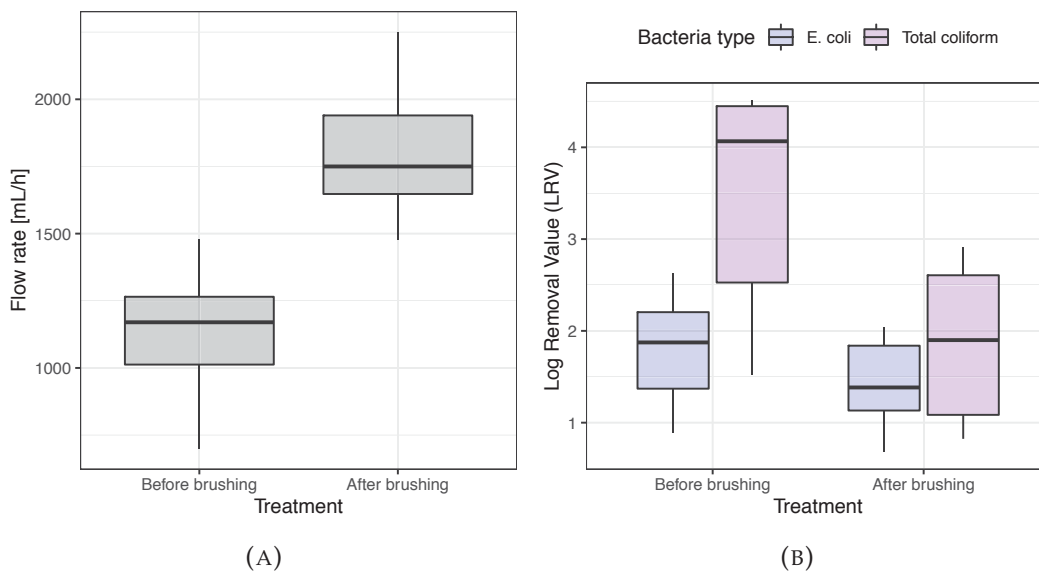 Flow rate [mL/h]
2000
1500
1000
Before brushing
After brushing
Treatment
(A)
Bacteria type E. coli Total coliform
Log Removal Value (LRV)
4
3
2
1
Before brushing
After brushing
Treatment
(B)